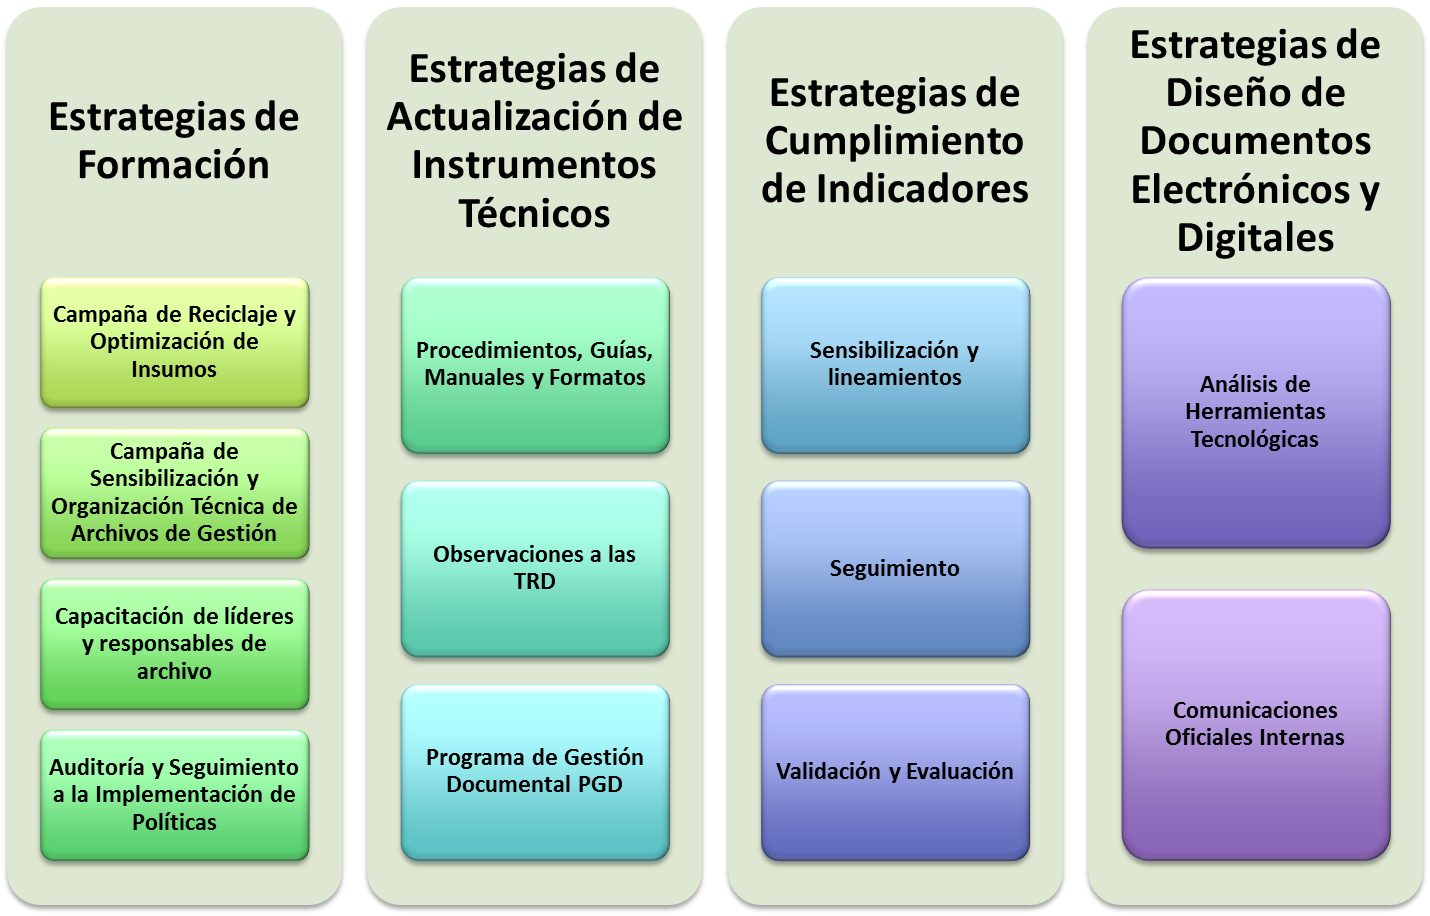 Estrategias de
Formación
Campaña de Reciclaje y
Optimización de
Insumos
Campaña de
Sensibilización y
Organización Técnica de
Archivos de Gestión
Capacitación de líderes
y responsables de
archivo
Auditoría y Seguimiento
a la Implementación de
Políticas
Estrategias de
Actualización de
Instrumentos
Técnicos
Procedimientos, Guías,
Manuales y Formatos
Observaciones a las
TRD
Programa de Gestión
Documental PGD
Estrategias de
Cumplimiento
de Indicadores
Sensibilización y
lineamientos
Seguimiento
Validación y Evaluación
Estrategias de
Diseño de
Documentos
Electrónicos y
Digitales
Análisis de
Herramientas
Tecnológicas
Comunicaciones
Oficiales Internas